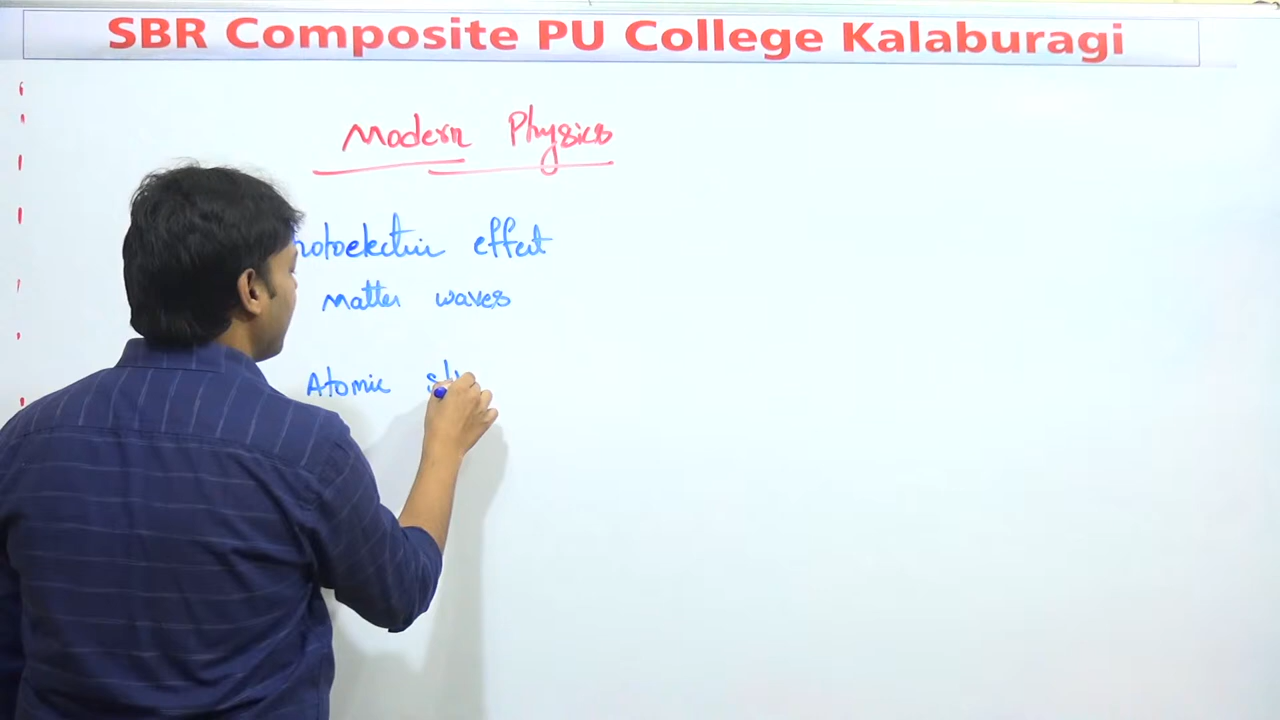 SBR Composite PU College Kalaburagi
Modern Physics
hotoelectric effect
Matter waves
Atomic